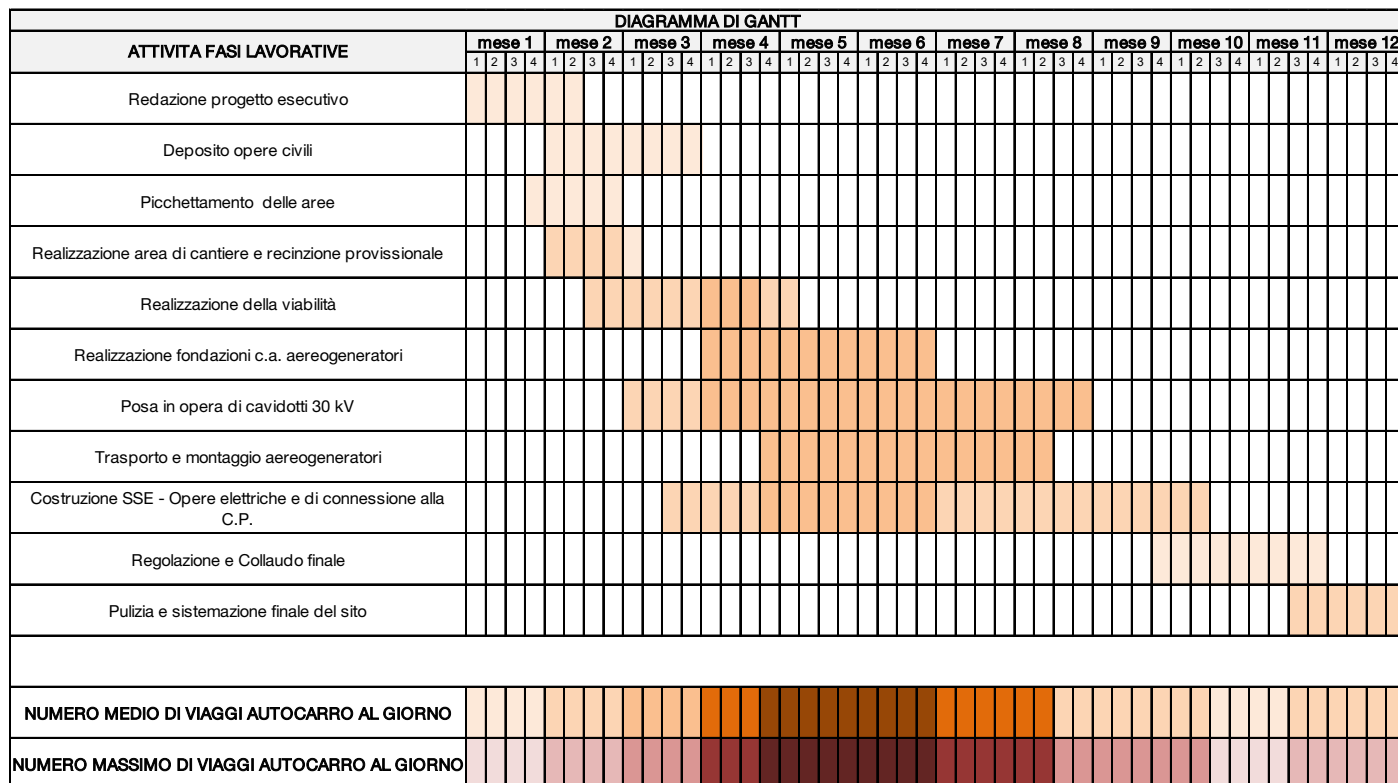 DIAGRAMMA DI GANTT
ATTIVITA FASI LAVORATIVE
mese 1 mese 2 mese 3 mese 4 mese 5 mese 6 mese 7 mese 8 mese 9 mese 10 mese 11 mese 12
1 2 3 4 1 2 3 4 1 2 3 4 1 2 3 4 1 2 3 4 1 2 3 4 1 2 3 4 1 2 3 4 1 2 3 4 1 2 3 4 1 2 3 4 1 2 3 4
Redazione progetto esecutivo
Deposito opere civili
Picchettamento delle aree
Realizzazione area di cantiere e recinzione provissionale
Realizzazione della viabilità
Realizzazione fondazioni c.a. aereogeneratori
Posa in opera di cavidotti 30 kV
Trasporto e montaggio aereogeneratori
Costruzione SSE - Opere elettriche e di connessione alla
C.P.
Regolazione e Collaudo finale
Pulizia e sistemazione finale del sito
NUMERO MEDIO DI VIAGGI AUTOCARRO AL GIORNO
NUMERO MASSIMO DI VIAGGI AUTOCARRO AL GIORNO